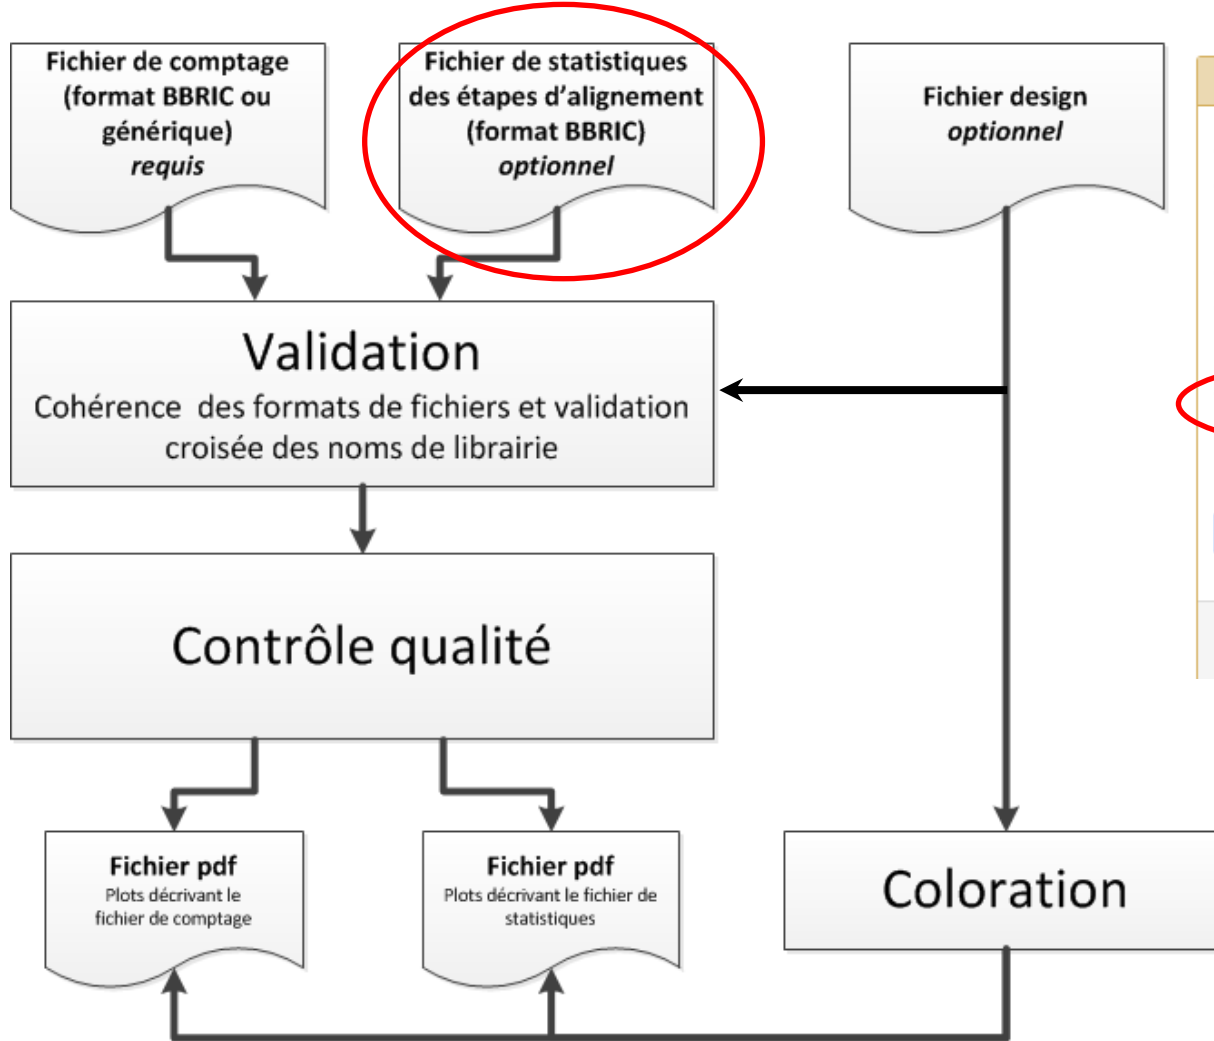 Fichier de comptage
(format BBRIC ou
générique)
requis
Fichier de statistiques
des étapes d'alignement
(format BBRIC)
optionnel
Fichier design
optionnel
Validation
Cohérence des formats de fichiers et validation
croisée des noms de librairie
Contrôle qualité
Fichier pdf
Plots décrivant le
fichier de comptage
Fichier pdf
Plots décrivant le fichier de
statistiques
Coloration